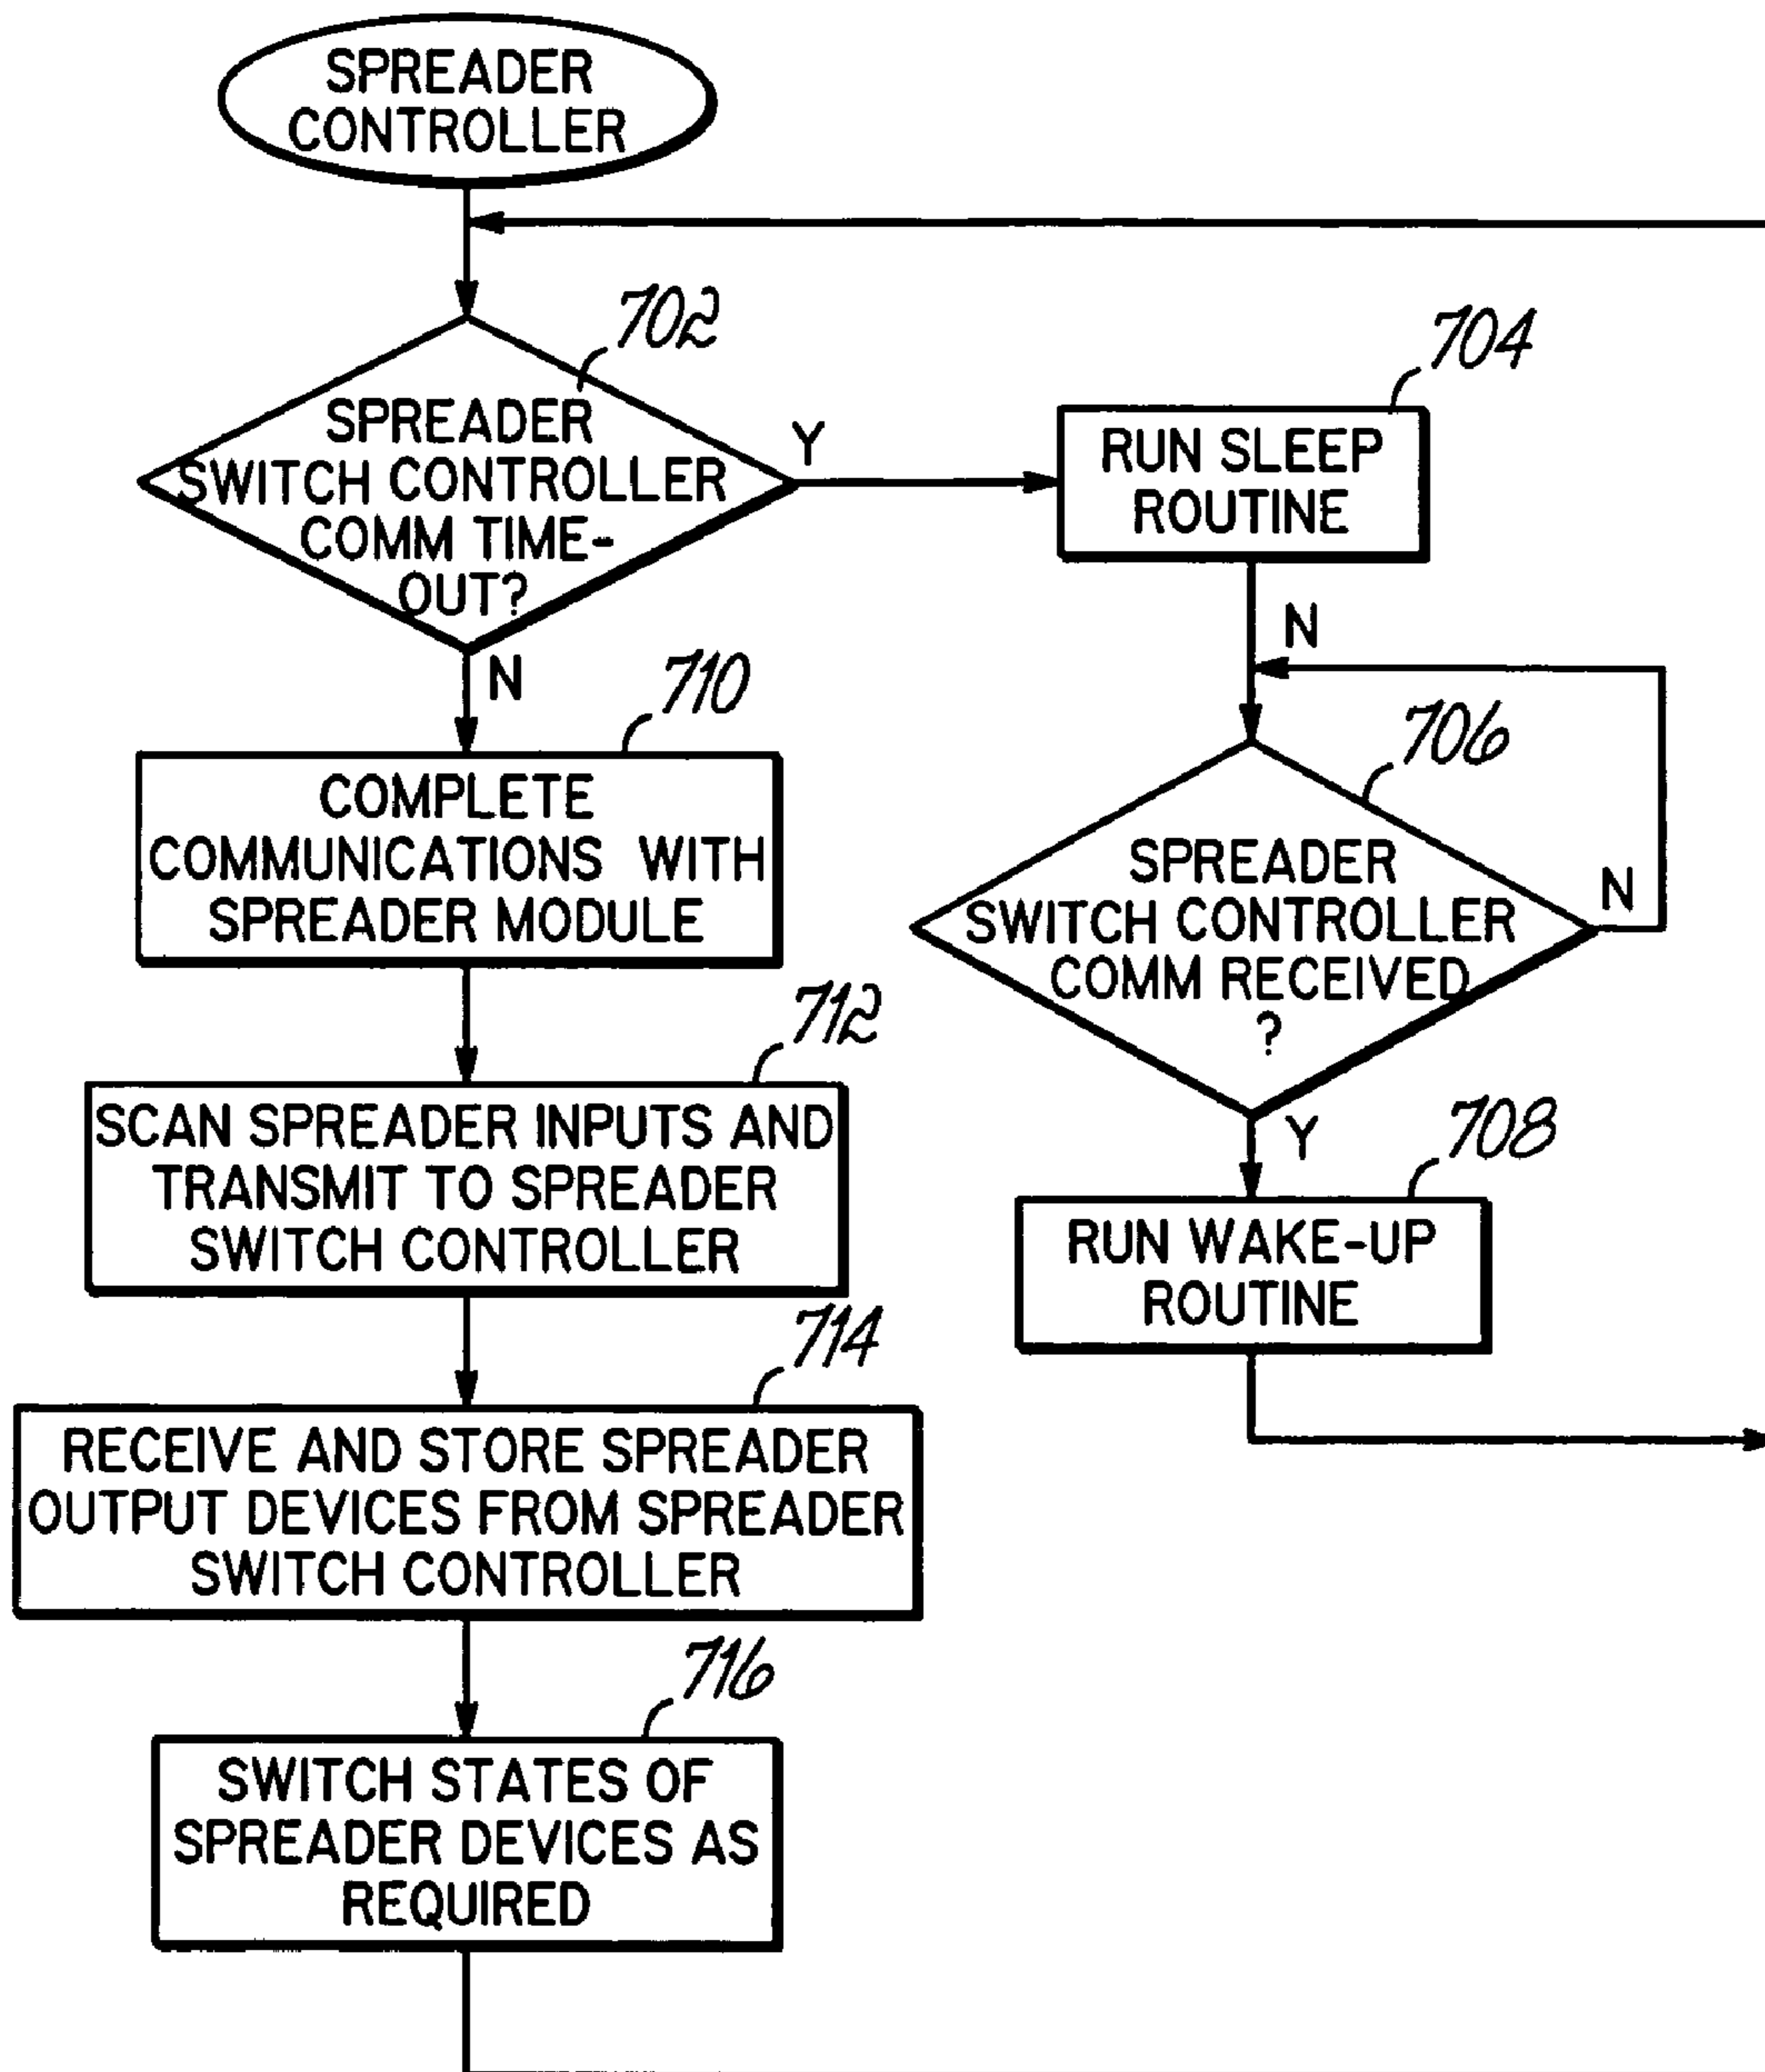 SPREADER
CONTROLLER
702
SPREADER
SWITCH CONTROLLER
COMM TIME-
OUT?
Y
N
704
RUN SLEEP
ROUTINE
N
706
SPREADER
SWITCH CONTROLLER
COMM RECEIVED
?
N
Y
708
RUN WAKE-UP
ROUTINE
710
COMPLETE
COMMUNICATIONS WITH
SPREADER MODULE
712
SCAN SPREADER INPUTS AND
TRANSMIT TO SPREADER
SWITCH CONTROLLER
714
RECEIVE AND STORE SPREADER
OUTPUT DEVICES FROM SPREADER
SWITCH CONTROLLER
716
SWITCH STATES OF
SPREADER DEVICES AS
REQUIRED